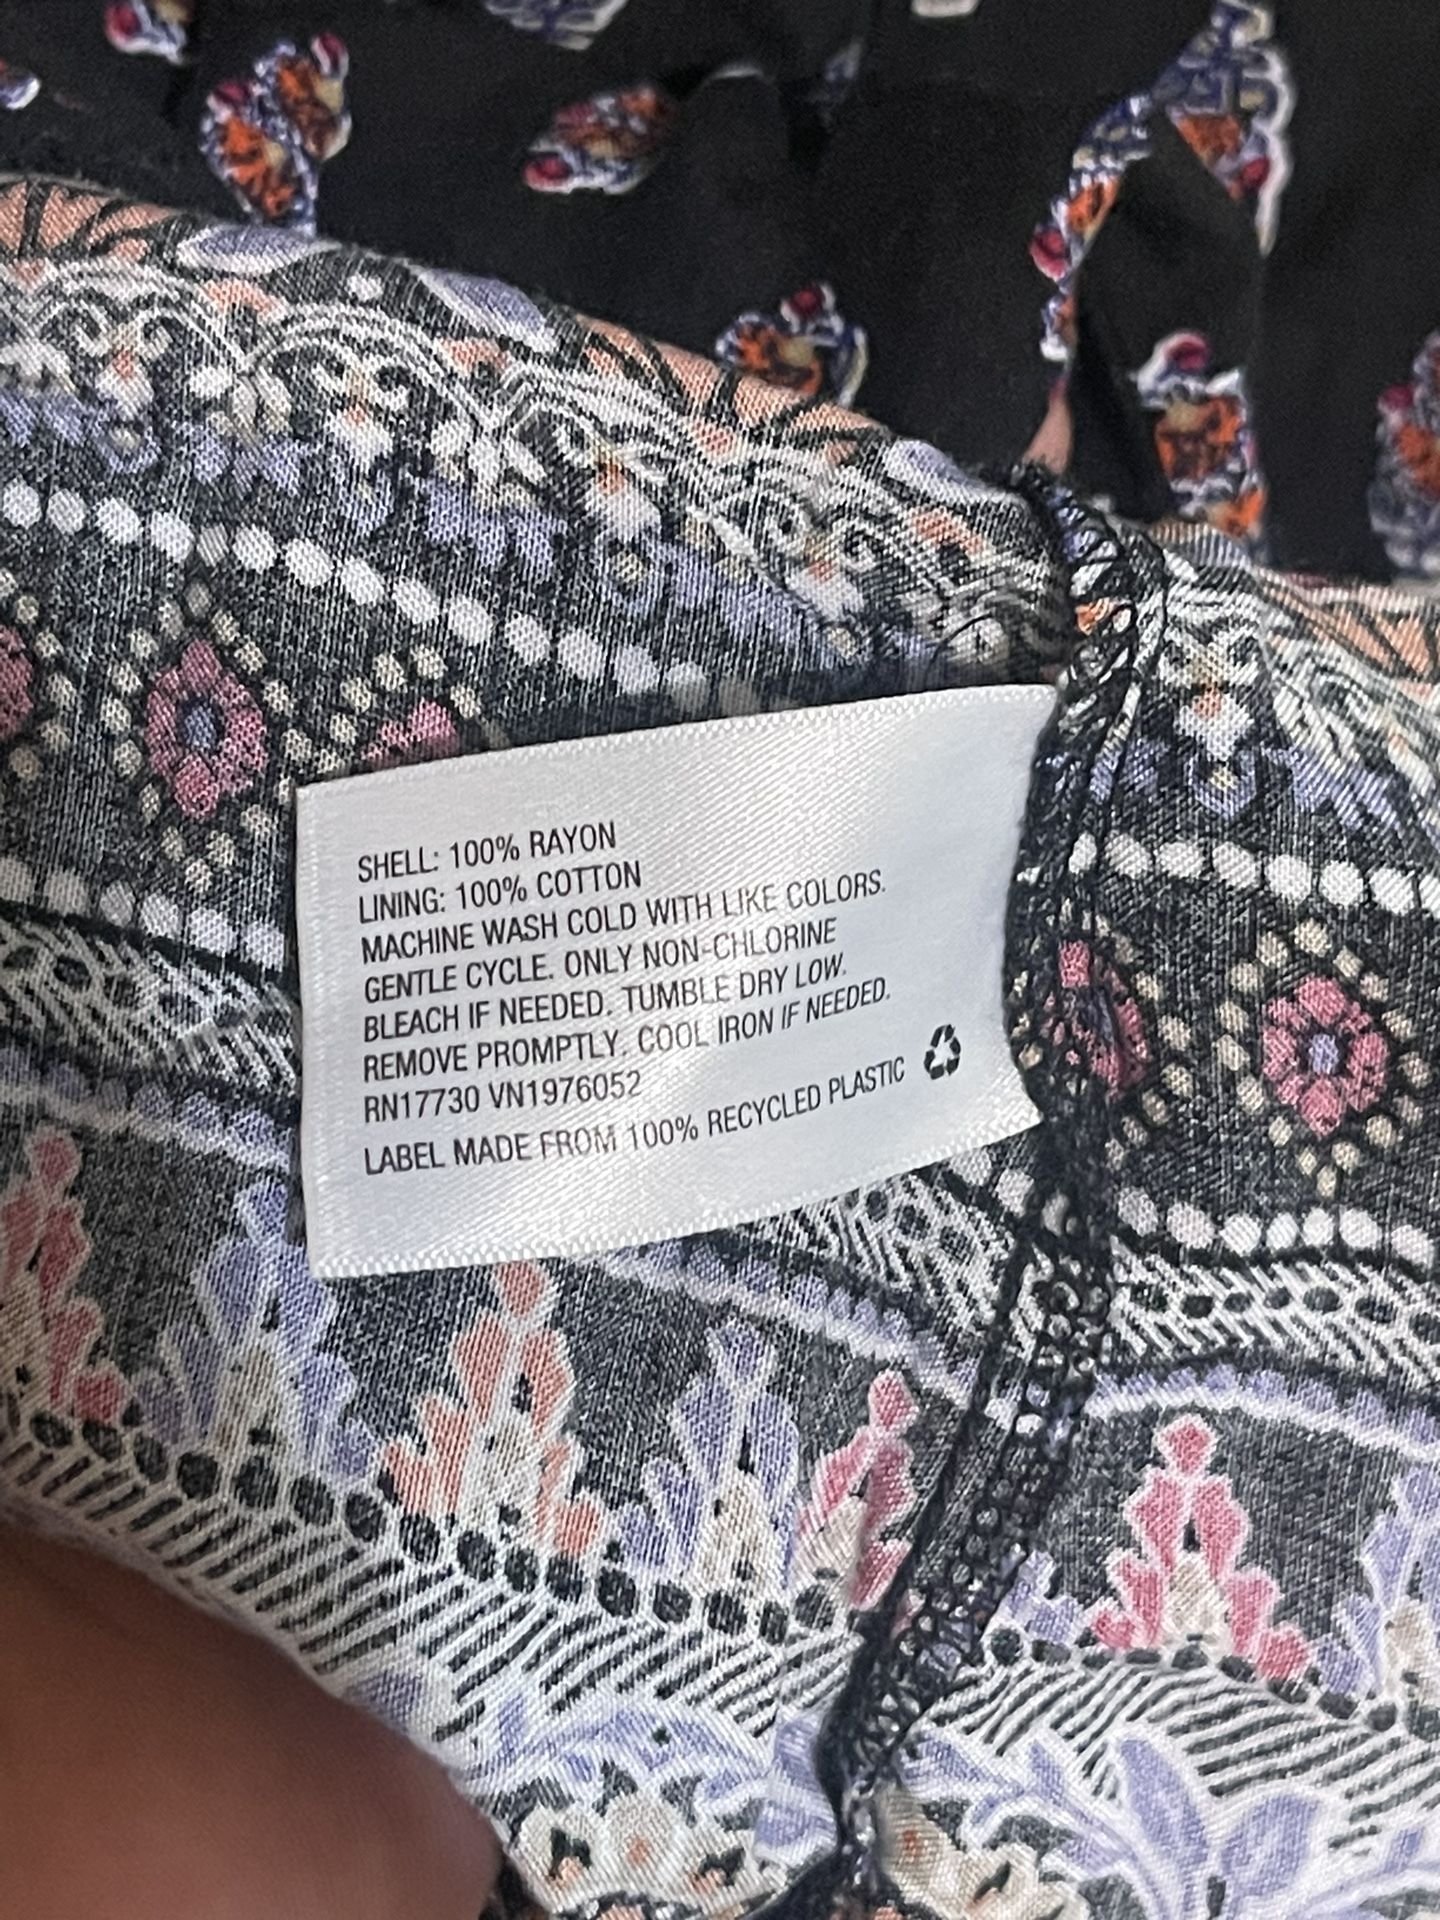 SHELL: 100% RAYON
LINING: 100% COTTON
MACHINE WASH COLD WITH LIKE COLORS.
GENTLE CYCLE. ONLY NON-CHLORINE
BLEACH IF NEEDED. TUMBLE DRY LOW.
REMOVE PROMPTLY. COOL IRON IF NEEDED.
RN17730 VN1976052
LABEL MADE FROM 100% RECYCLED PLASTIC